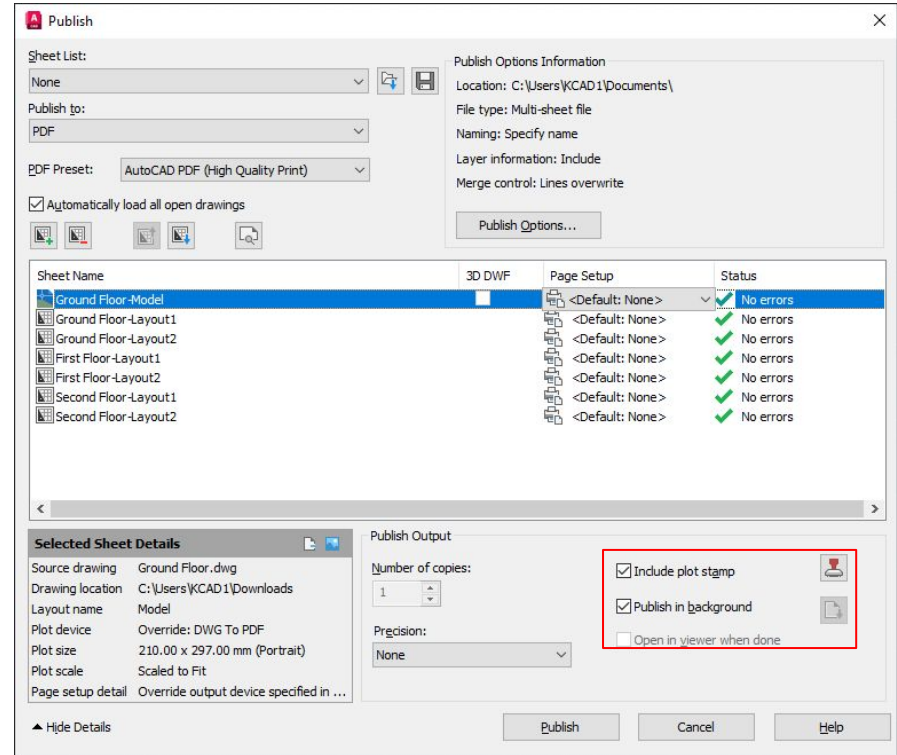 Publish
Sheet List:
None
Publish to:
PDF
PDF Preset: AutoCAD PDF (High Quality Print)
Automatically load all open drawings
Publish Options Information
Location: C:\Users\KCAD1\Documents\
File type: Multi-sheet file
Naming: Specify name
Layer information: Include
Merge control: Lines overwrite
Publish Options...
Sheet Name 3D DWF Page Setup Status
Ground Floor-Model <Default: None> No errors
Ground Floor-Layout1 <Default: None> No errors
Ground Floor-Layout2 <Default: None> No errors
First Floor-Layout1 <Default: None> No errors
First Floor-Layout2 <Default: None> No errors
Second Floor-Layout1 <Default: None> No errors
Second Floor-Layout2 <Default: None> No errors
Selected Sheet Details
Source drawing Ground Floor.dwg
Drawing location C:\Users\KCAD1\Downloads
Layout name Model
Plot device Override: DWG To PDF
Plot size 210.00 x 297.00 mm (Portrait)
Plot scale Scaled to Fit
Page setup detail Override output device specified in ...
Publish Output
Number of copies:
1
Precision:
None
Include plot stamp
Publish in background
Open in viewer when done
Hide Details
Publish Cancel Help